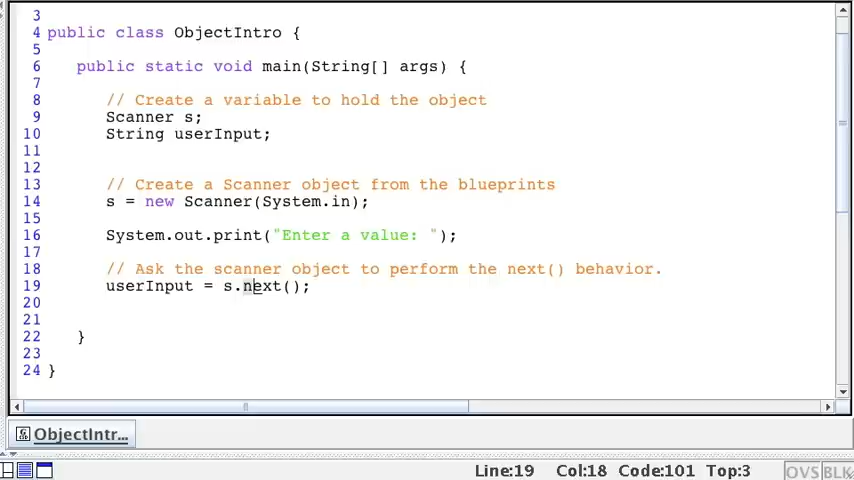 3
4 public class ObjectIntro {
5
6 public static void main(String[] args) {
7
8 // Create a variable to hold the object
9 Scanner s;
10 String userInput;
11
12
13 // Create a Scanner object from the blueprints
14 s = new Scanner(System.in);
15
16 System.out.print("Enter a value: ");
17
18 // Ask the scanner object to perform the next() behavior.
19 userInput = s.next();
20
21
22 }
23
24 }
ObjectIntr...
Line:19 Col:18 Code:101 Top:3 OVS BLK